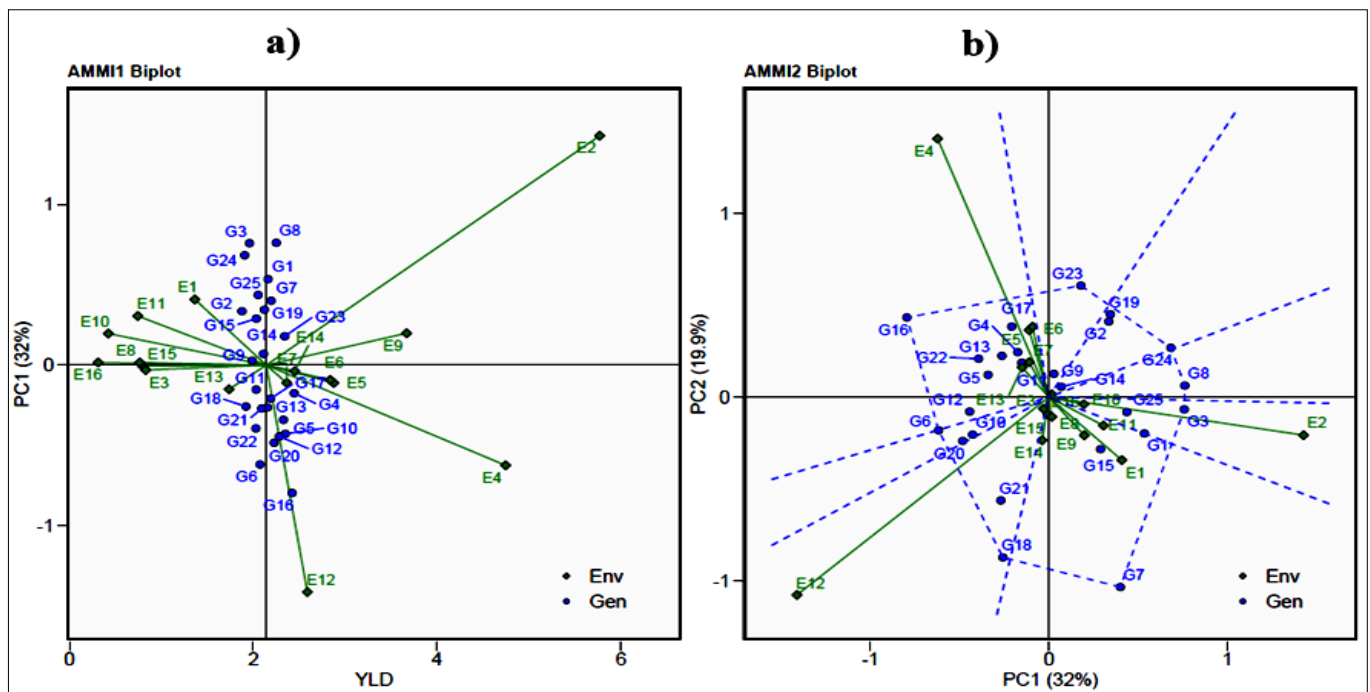 a)
AMMI1 Biplot
E2
G3
G8
G24
G1
E1
G25
G7
E11
G2
G19
E10
G15
G23
G14
E14
E9
E8
E15
G9
E7
E6
E16
E3
E13
G11
G17
E5
G18
G4
G21
G13
G10
G22
G5
G12
G20
G6
E4
G16
E12
Env
Gen
1
0
-1
PC1 (32%)
0
2
4
6
YLD
b)
AMMI2 Biplot
E4
G23
G17
G19
G16
G4
E6
G2
E5
G13
E7
G24
G22
G9
G8
G5
G11
G14
E13
E3
G12
E10
G25
G6
G10
E8
E11
G3
E2
E15
E9
G1
G20
E14
G15
E1
G21
G18
G7
E12
Env
Gen
1
0
-1
PC2 (19.9%)
-1
0
1
PC1 (32%)